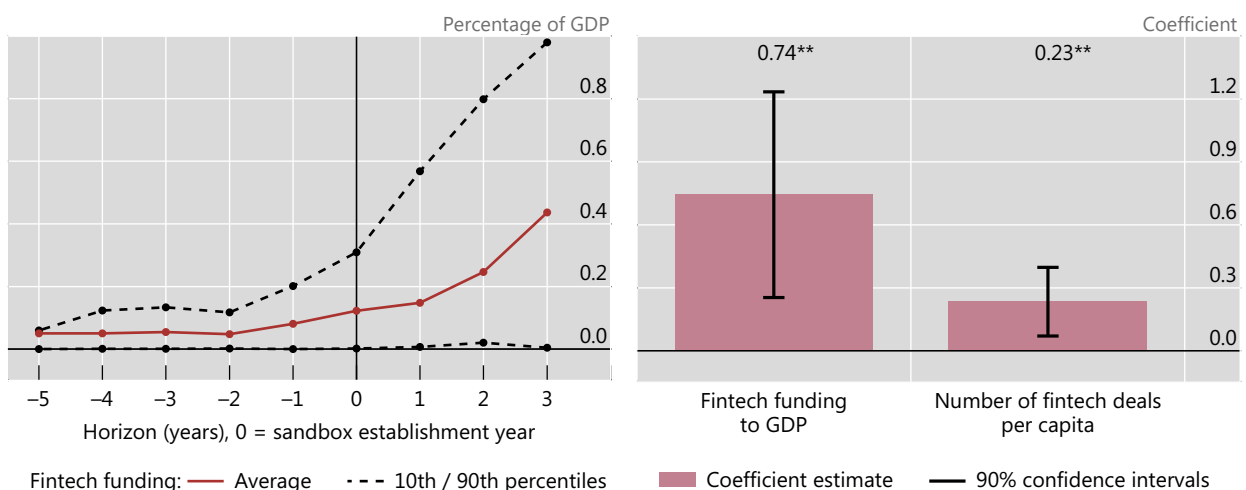 Percentage of GDP
0.8
0.6
0.4
0.2
0.0
–5 –4 –3 –2 –1 0 1 2 3
Horizon (years), 0 = sandbox establishment year
Fintech funding: Average 10th / 90th percentiles
Coefficient
0.74** 0.23**
1.2
0.9
0.6
0.3
0.0
Fintech funding
to GDP
Number of fintech deals
per capita
Coefficient estimate 90% confidence intervals